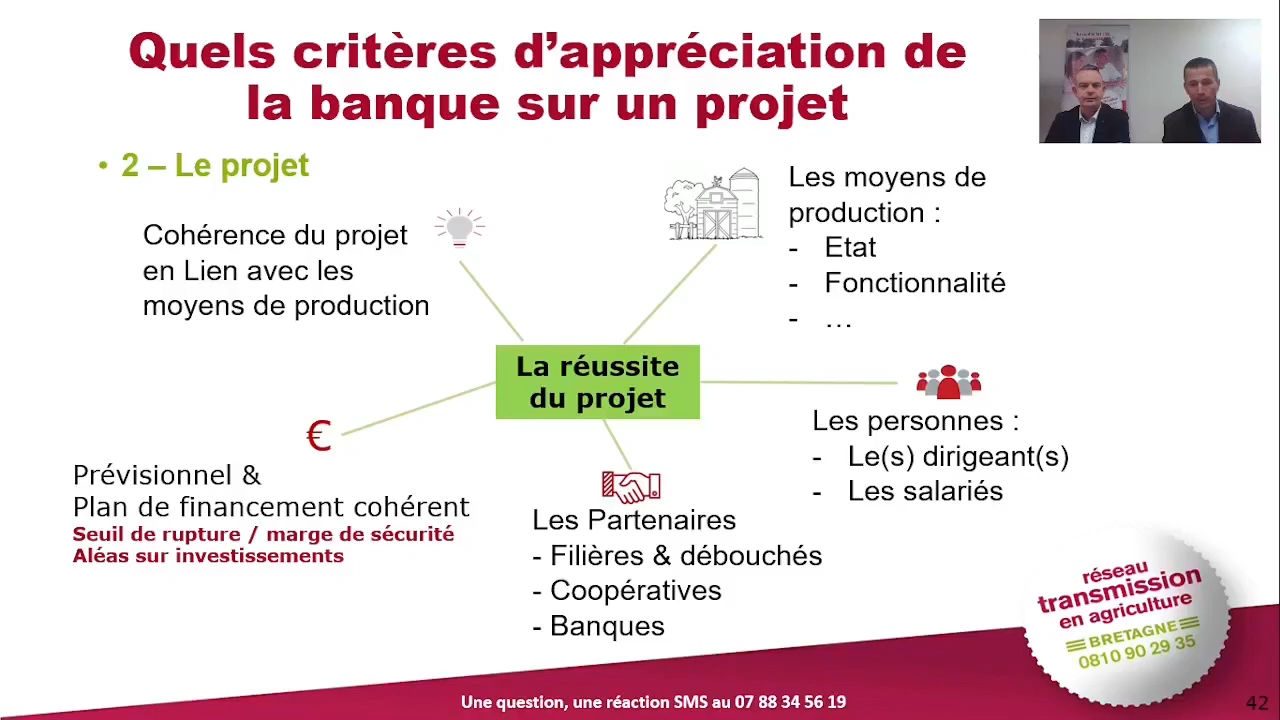 Quels critères d’appréciation de
la banque sur un projet
• 2 – Le projet
Cohérence du projet
en Lien avec les
moyens de production
Les moyens de
production :
- Etat
- Fonctionnalité
- …
La réussite
du projet
Les personnes :
- Le(s) dirigeant(s)
- Les salariés
€
Prévisionnel &
Plan de financement cohérent
Seuil de rupture / marge de sécurité
Aléas sur investissements
Les Partenaires
- Filières & débouchés
- Coopératives
- Banques
réseau
transmission
en agriculture
BRETAGNE
0810 90 29 35
Une question, une réaction SMS au 07 88 34 56 19
42